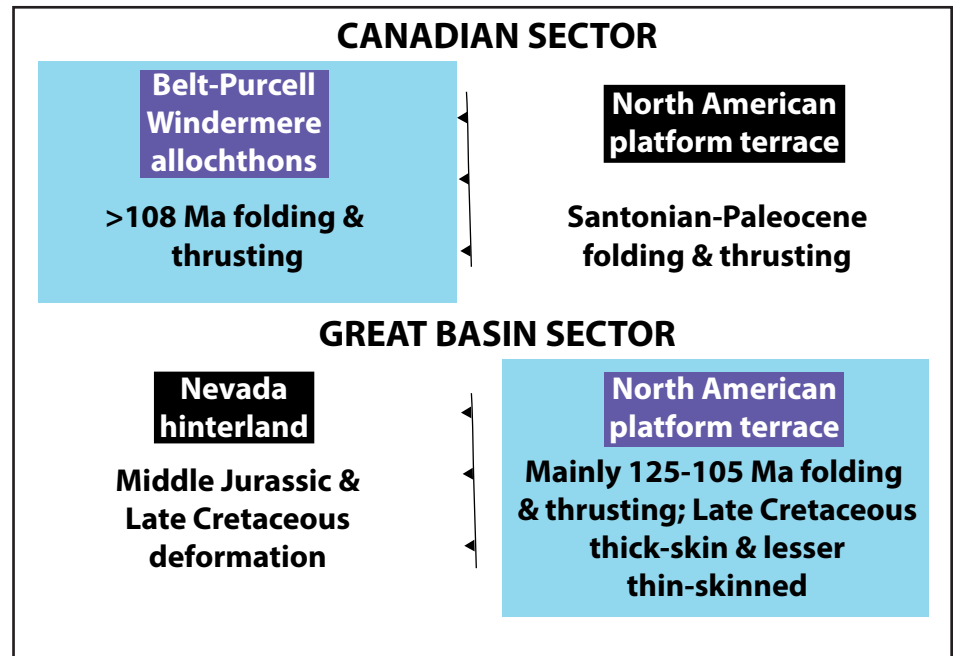 CANADIAN SECTOR
Belt-Purcell
Windermere
allochthons
>108 Ma folding &
thrusting
North American
platform terrace
Santonian-Paleocene
folding & thrusting
GREAT BASIN SECTOR
Nevada
hinterland
Middle Jurassic &
Late Cretaceous
deformation
North American
platform terrace
Mainly 125-105 Ma folding
& thrusting; Late Cretaceous
thick-skin & lesser
thin-skinned